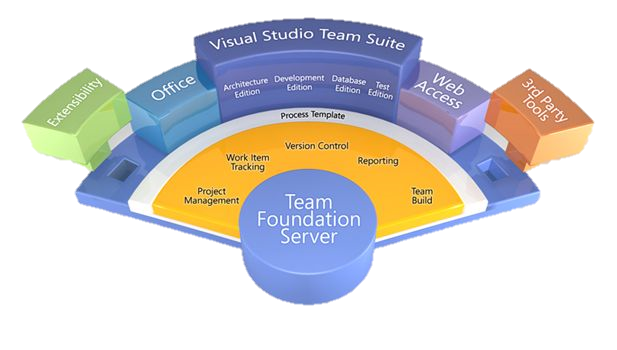 Visual Studio Team Suite
Extensibility
Office
Architecture
Edition
Development
Edition
Database
Edition
Test
Edition
Web
Access
3rd Party
Tools
Process Template
Version Control
Work Item
Tracking
Reporting
Project
Management
Team
Build
Team
Foundation
Server